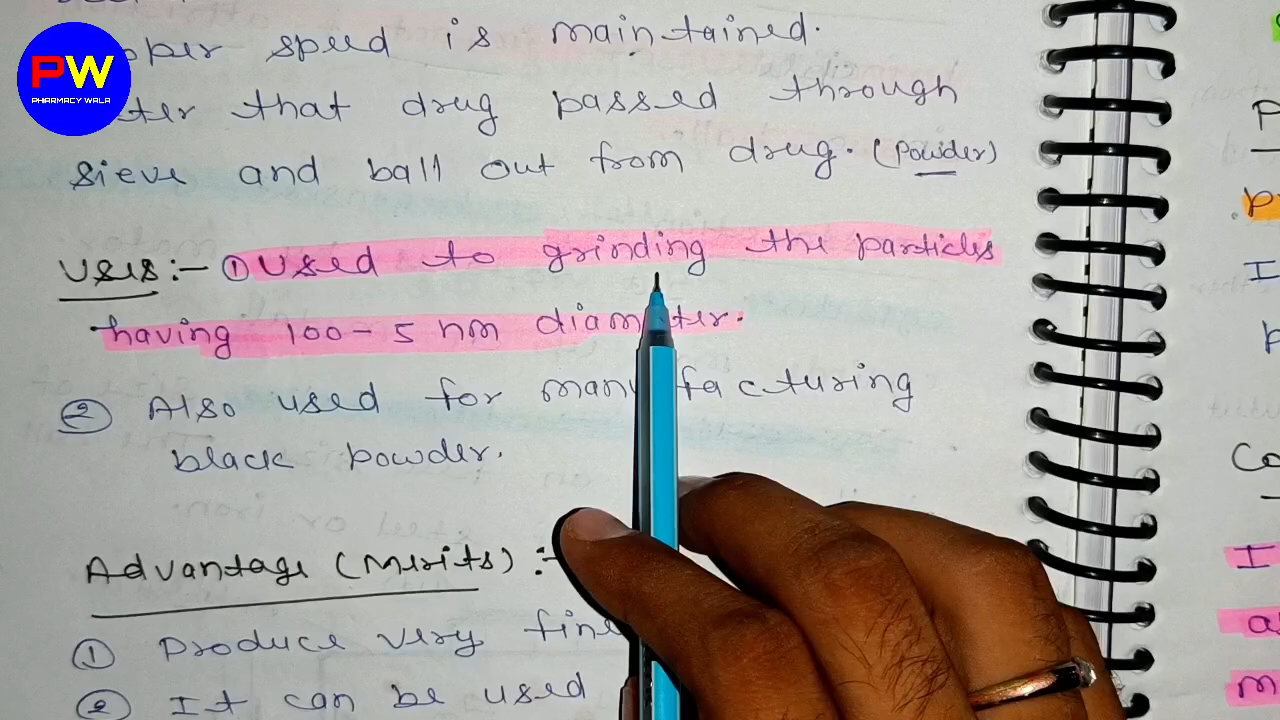 PW
PHARMACY WALA
speed is maintained.
that drug passed through
sieve and ball out from drug. (Powder)
Uses :- ① Used to grinding the particles
having 100-5 nm diameter.
② Also used for manufacturing
black powder.
Advantage (Merits) :-
① Produce very fine
② It can be used